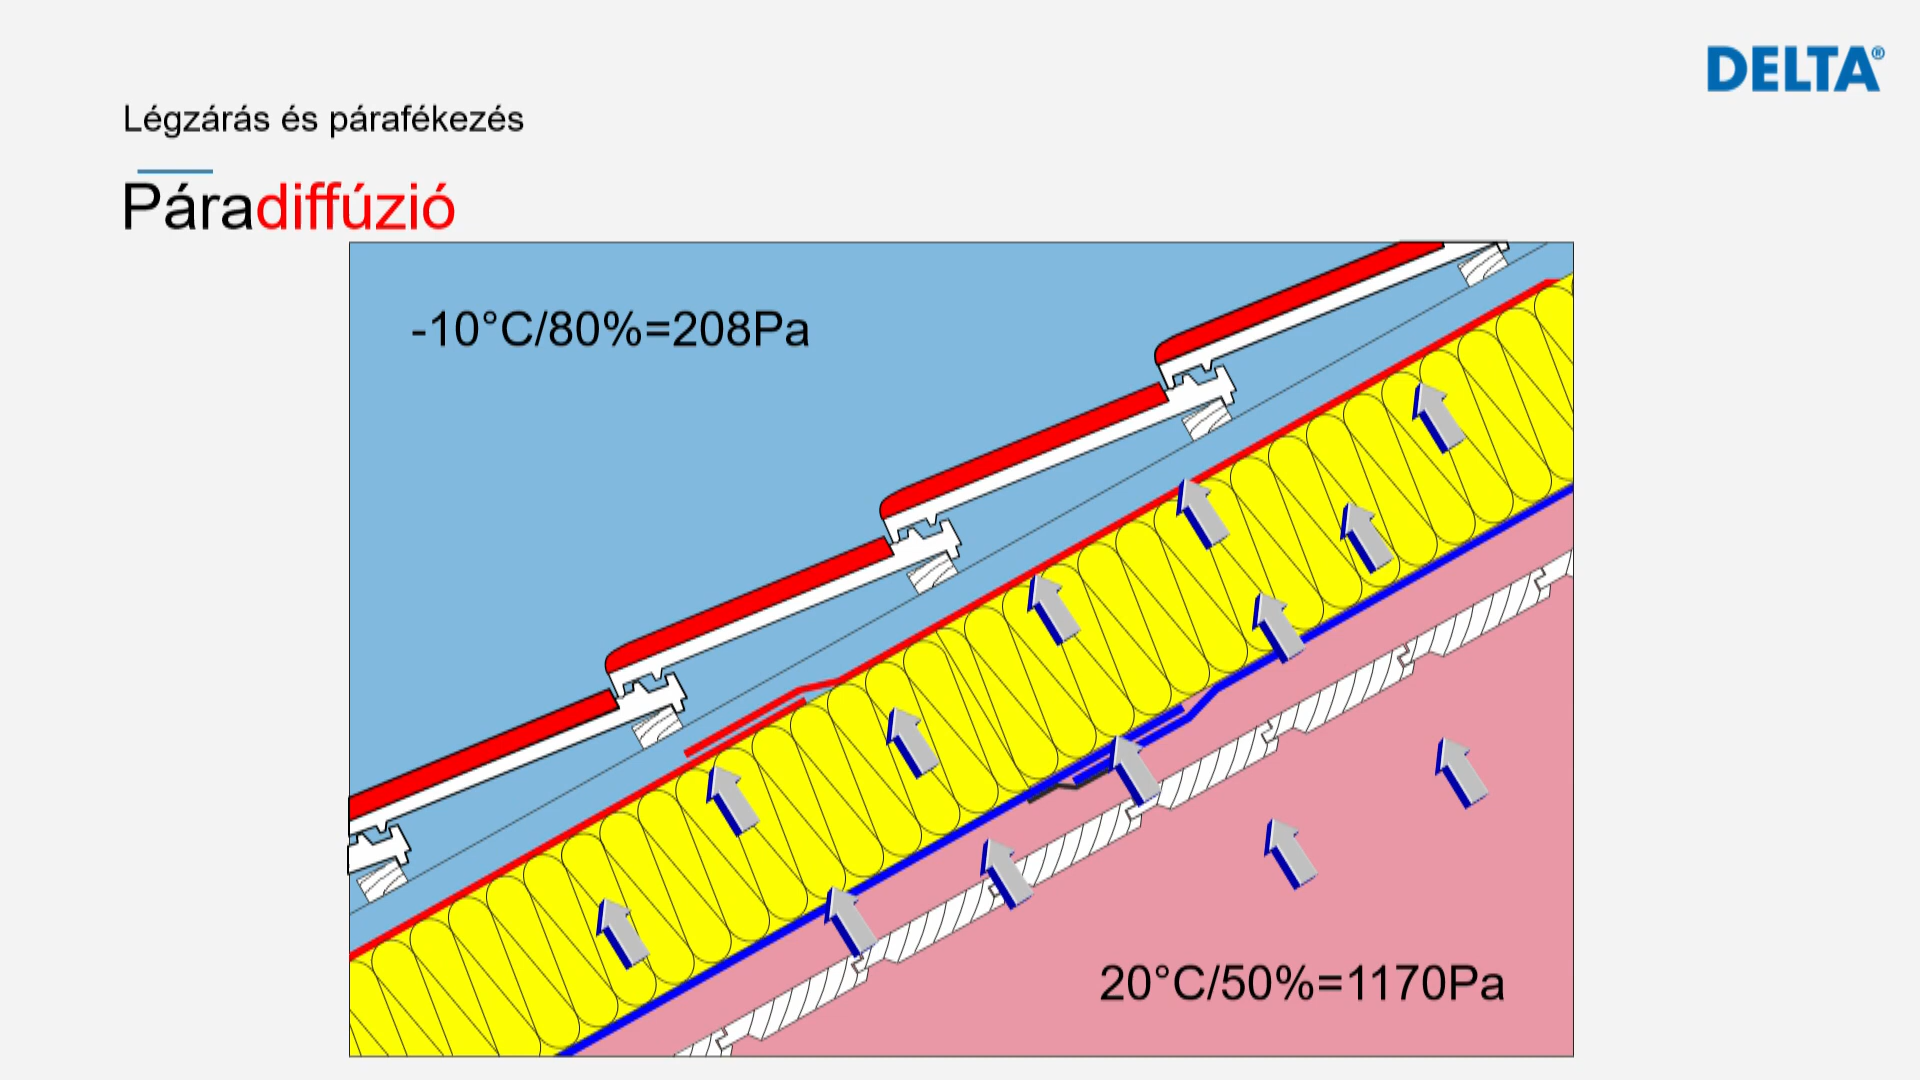 DELTA®
Légzárás és párafékezés
Páradiffúzió
-10°C/80%=208Pa
20°C/50%=1170Pa